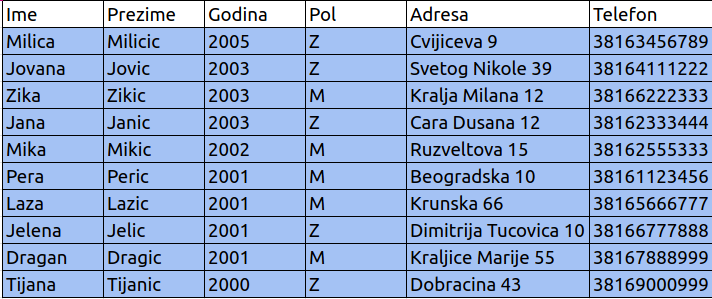 Ime Prezime Godina Pol Adresa Telefon
Milica Milicic 2005 Z Cvijiceva 9 38163456789
Jovana Jovic 2003 Z Svetog Nikole 39 38164111222
Zika Zikic 2003 M Kralja Milana 12 38166222333
Jana Janic 2003 Z Cara Dusana 12 38162333444
Mika Mikic 2002 M Ruzveltova 15 38162555333
Pera Peric 2001 M Beogradska 10 38161123456
Laza Lazic 2001 M Krunska 66 38165666777
Jelena Jelic 2001 Z Dimitrija Tucovica 10 38166777888
Dragan Dragic 2001 M Kraljice Marije 55 38167888999
Tijana Tijanic 2000 Z Dobracina 43 38169000999